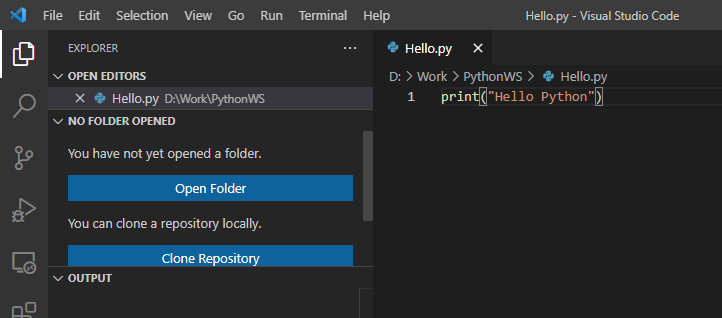 File Edit Selection View Go Run Terminal Help Hello.py - Visual Studio Code
EXPLORER
Hello.py
OPEN EDITORS
Hello.py D:\Work\PythonWS
D: > Work > PythonWS > Hello.py
1 print("Hello Python")
NO FOLDER OPENED
You have not yet opened a folder.
Open Folder
You can clone a repository locally.
Clone Repository
OUTPUT